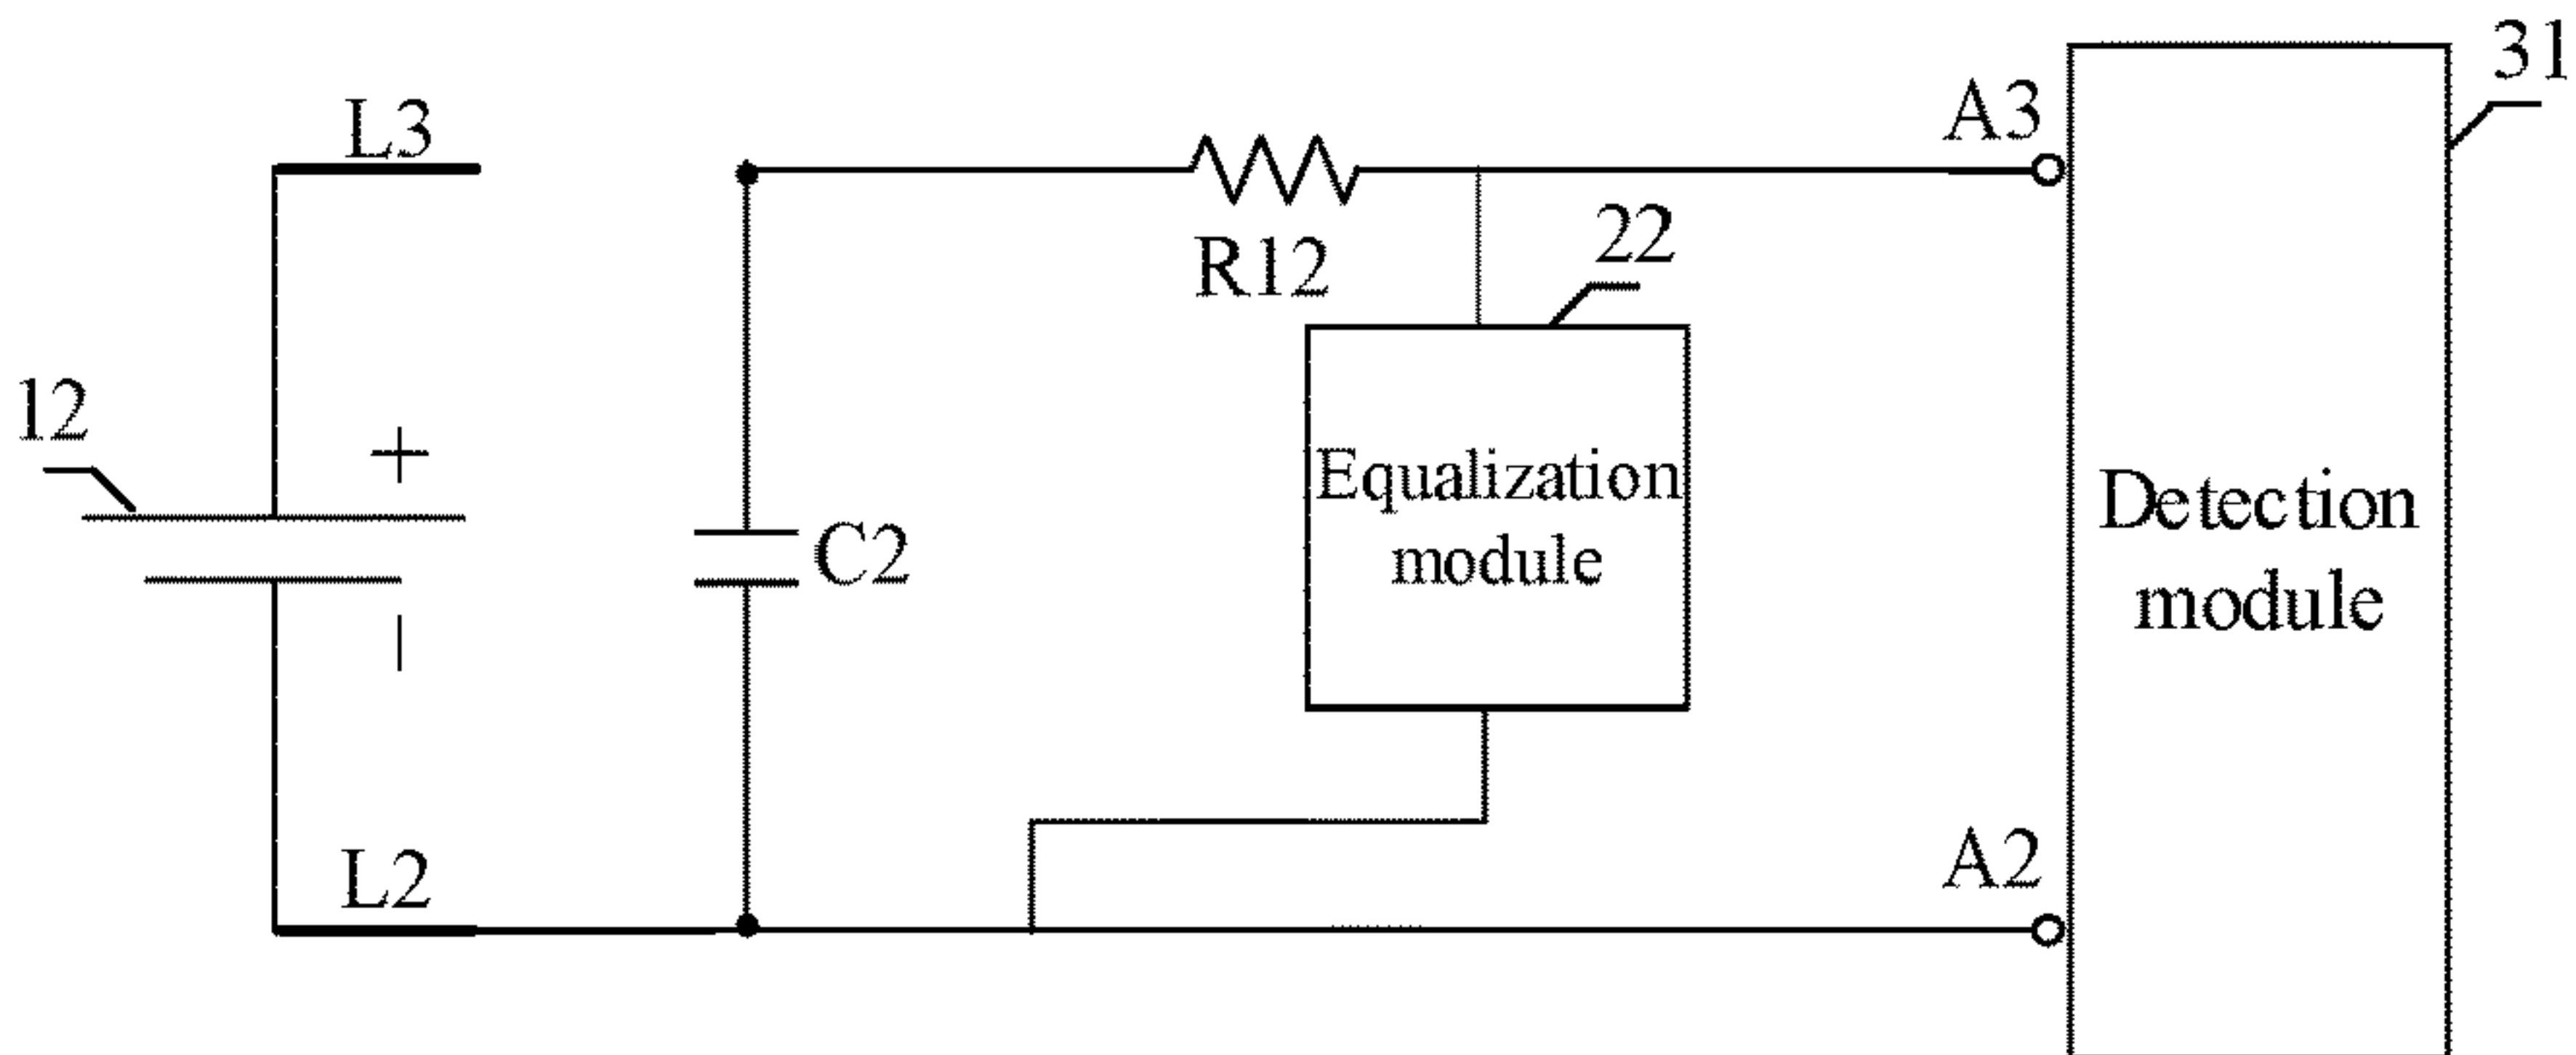 31
A3
L3
22
R12
12
+
Equalization
module
Detection
module
C2
−
L2
A2